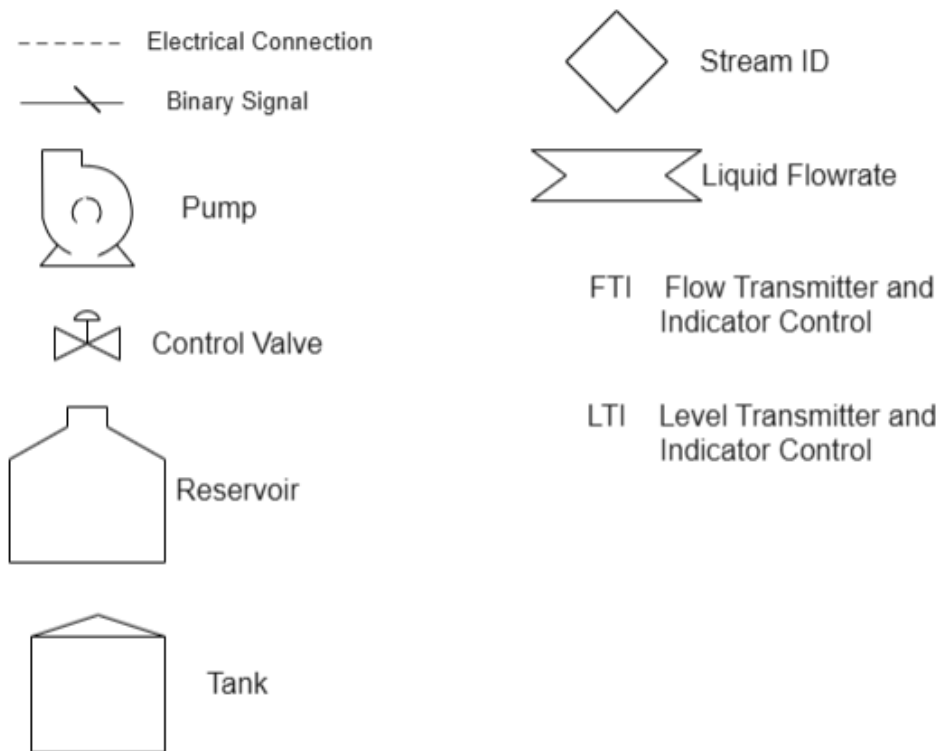 Electrical Connection
Binary Signal
Pump
Control Valve
Reservoir
Tank
Stream ID
Liquid Flowrate
FTI Flow Transmitter and
Indicator Control
LTI Level Transmitter and
Indicator Control